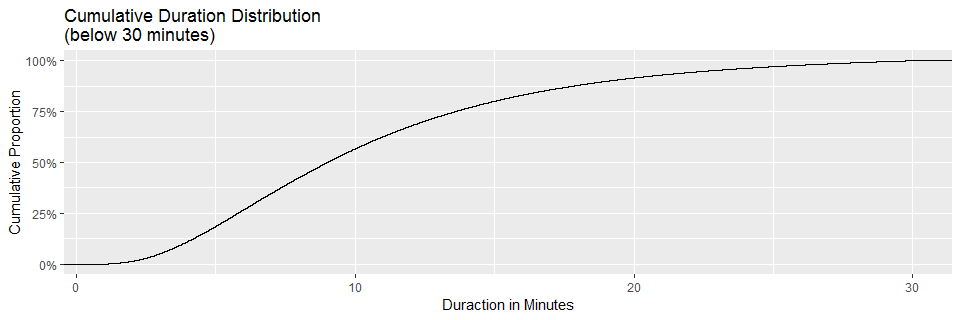 Cumulative Duration Distribution
(below 30 minutes)
100%
75%
50%
25%
0%
Cumulative Proportion
0
10
20
30
Duraction in Minutes